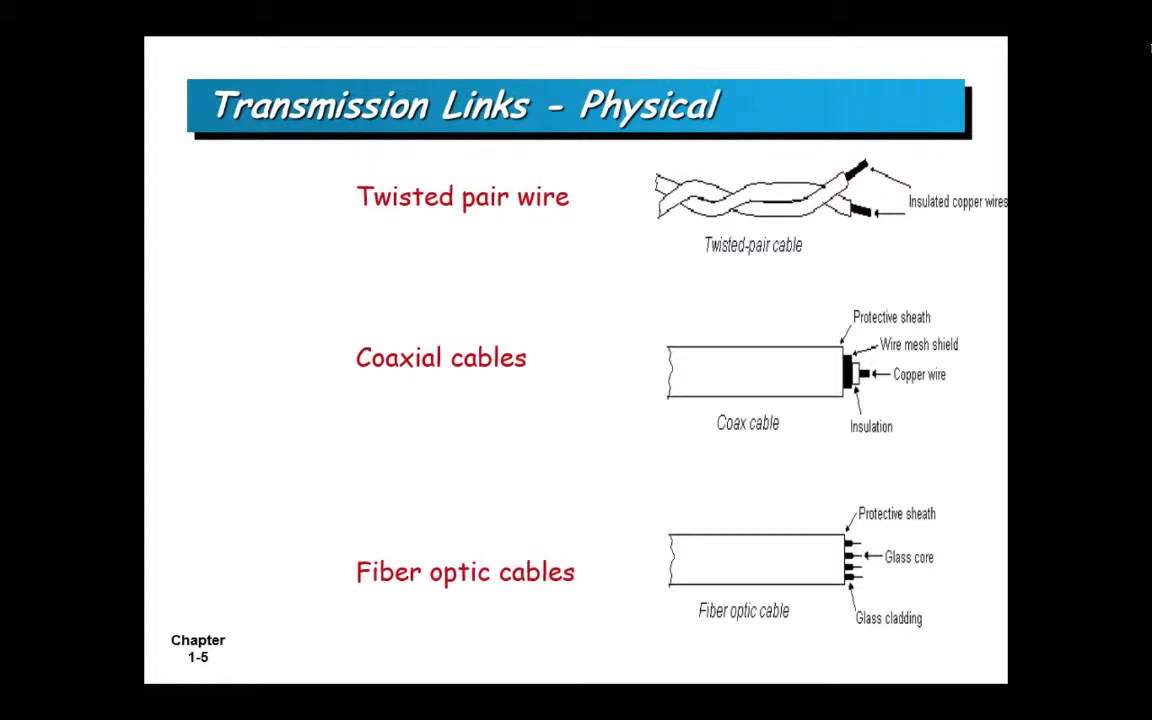 Transmission Links - Physical
Twisted pair wire
Insulated copper wires
Twisted-pair cable
Protective sheath
Wire mesh shield
Coaxial cables
Copper wire
Coax cable
Insulation
Protective sheath
Glass core
Fiber optic cables
Fiber optic cable
Glass cladding
Chapter
1-5